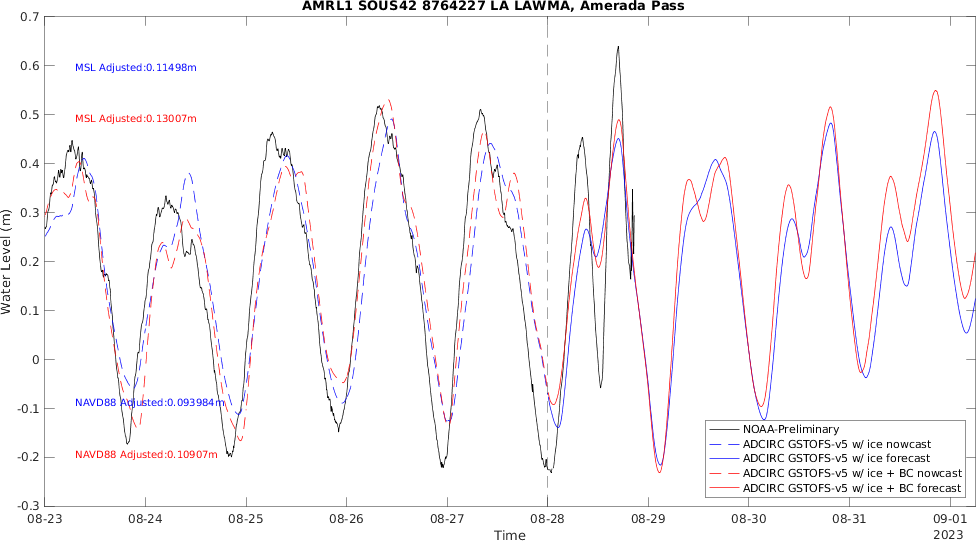 AMRL1 SOUS42 8764227 LA LAWMA, Amerada Pass
0.7
0.6
0.5
0.4
0.3
0.2
0.1
0
-0.1
-0.2
-0.3
Water Level (m)
MSL Adjusted:0.11498m
MSL Adjusted:0.13007m
NAVD88 Adjusted:0.093984m
NAVD88 Adjusted:0.10907m
NOAA-Preliminary
ADCIRC GSTOFS-v5 w/ ice nowcast
ADCIRC GSTOFS-v5 w/ ice forecast
ADCIRC GSTOFS-v5 w/ ice + BC nowcast
ADCIRC GSTOFS-v5 w/ ice + BC forecast
08-23 08-24 08-25 08-26 08-27 08-28 08-29 08-30 08-31 09-01
Time
2023